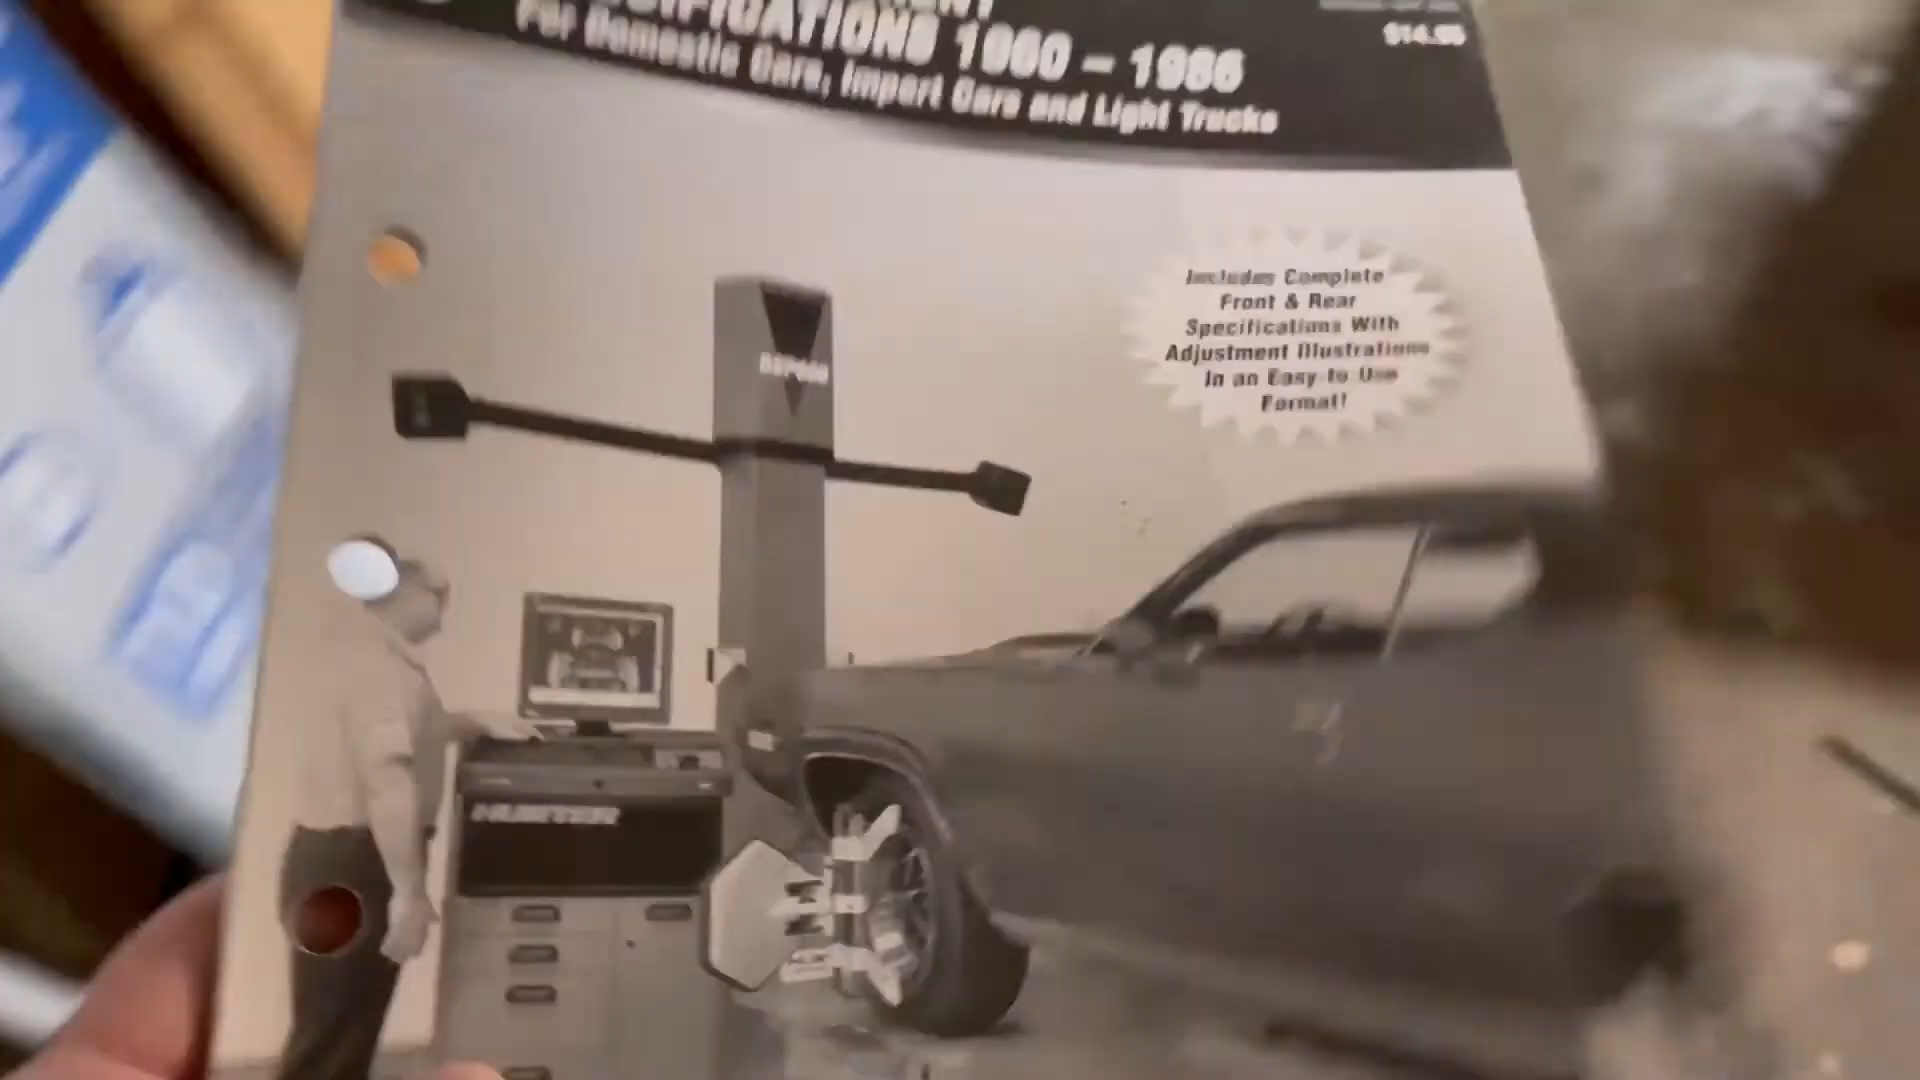 SPECIFICATIONS 1960 – 1986
$14.95
For Domestic Cars, Import Cars and Light Trucks
Includes Complete
Front & Rear
Specifications With
Adjustment Illustrations
In an Easy to Use
Format!
HUNTER